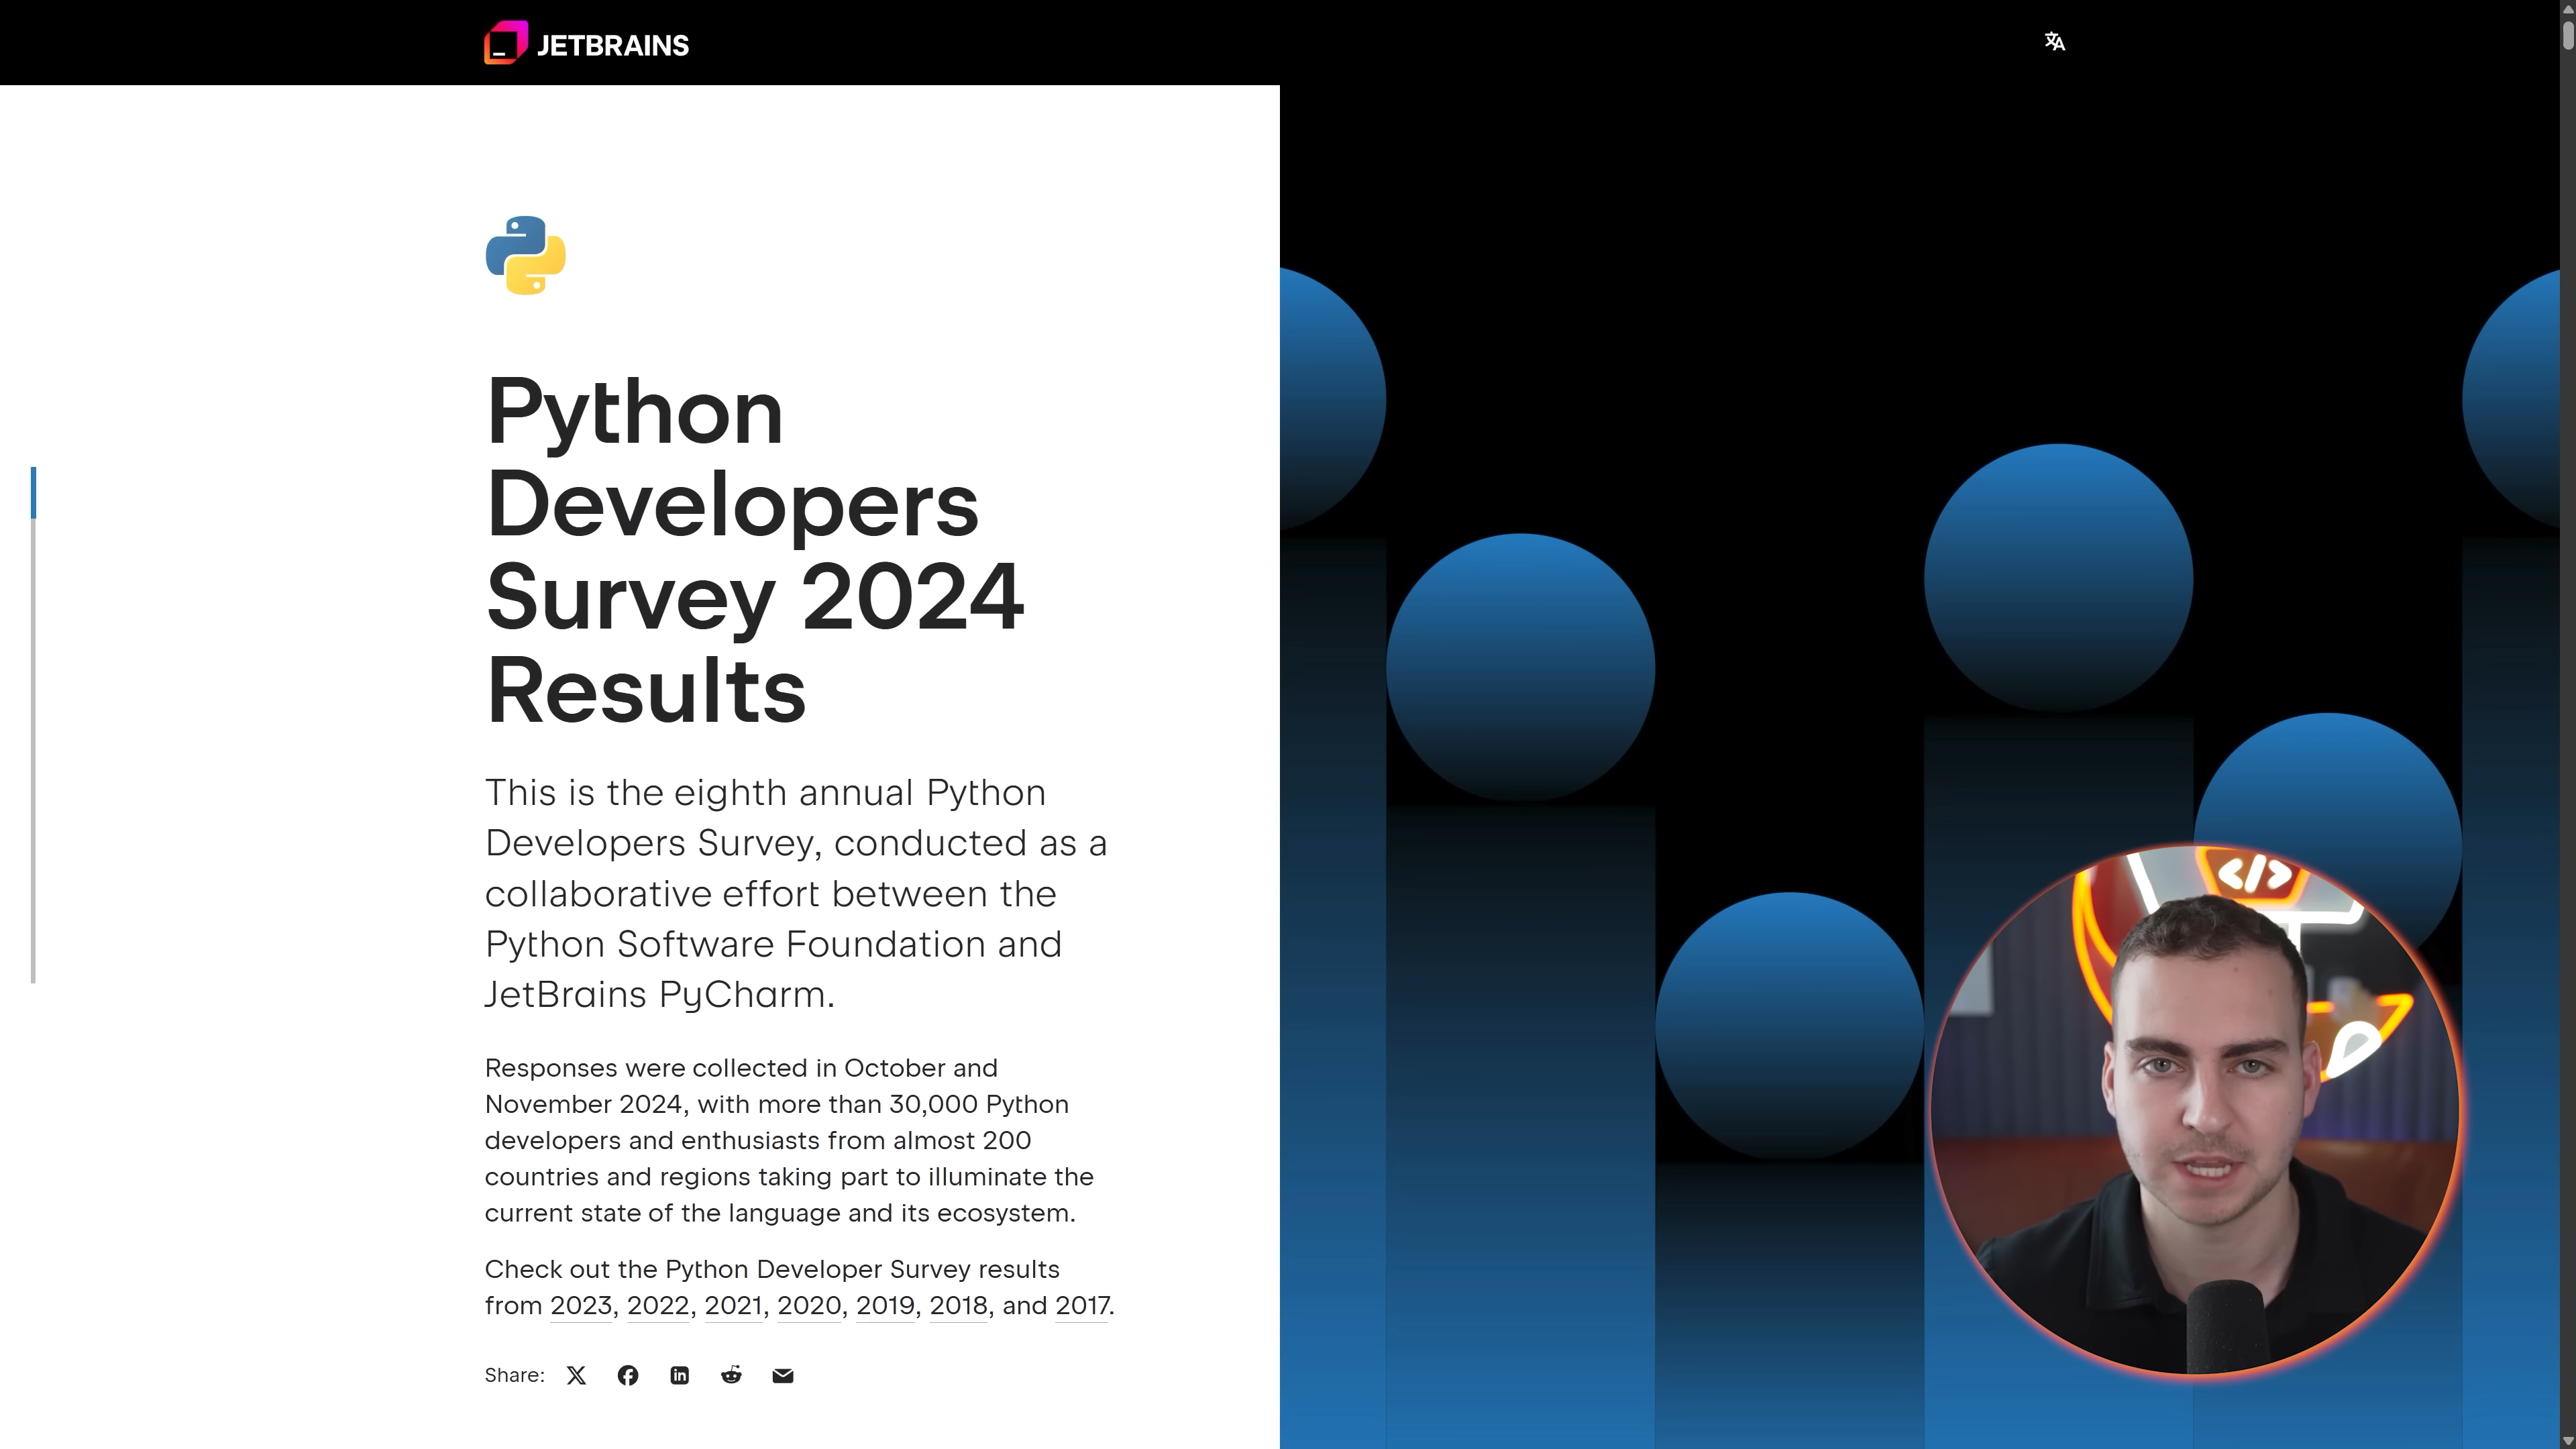 JETBRAINS
Python
Developers
Survey 2024
Results
This is the eighth annual Python
Developers Survey, conducted as a
collaborative effort between the
Python Software Foundation and
JetBrains PyCharm.
Responses were collected in October and
November 2024, with more than 30,000 Python
developers and enthusiasts from almost 200
countries and regions taking part to illuminate the
current state of the language and its ecosystem.
Check out the Python Developer Survey results
from 2023, 2022, 2021, 2020, 2019, 2018, and 2017.
Share:
</>